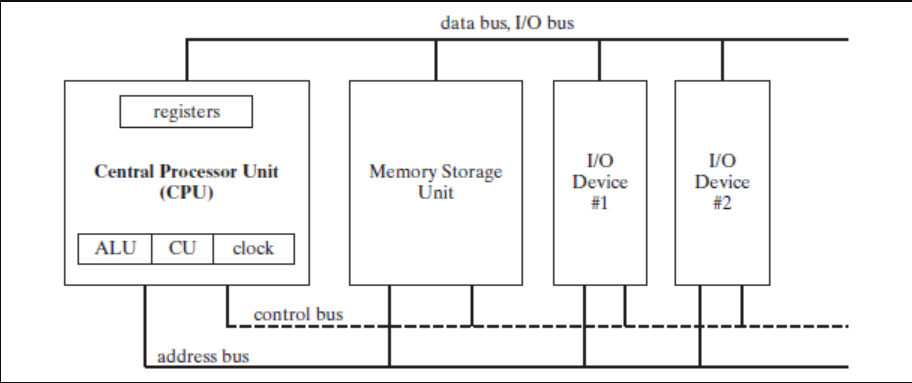 data bus, I/O bus
registers
Central Processor Unit
(CPU)
ALU
CU
clock
Memory Storage
Unit
I/O
Device
#1
I/O
Device
#2
control bus
address bus